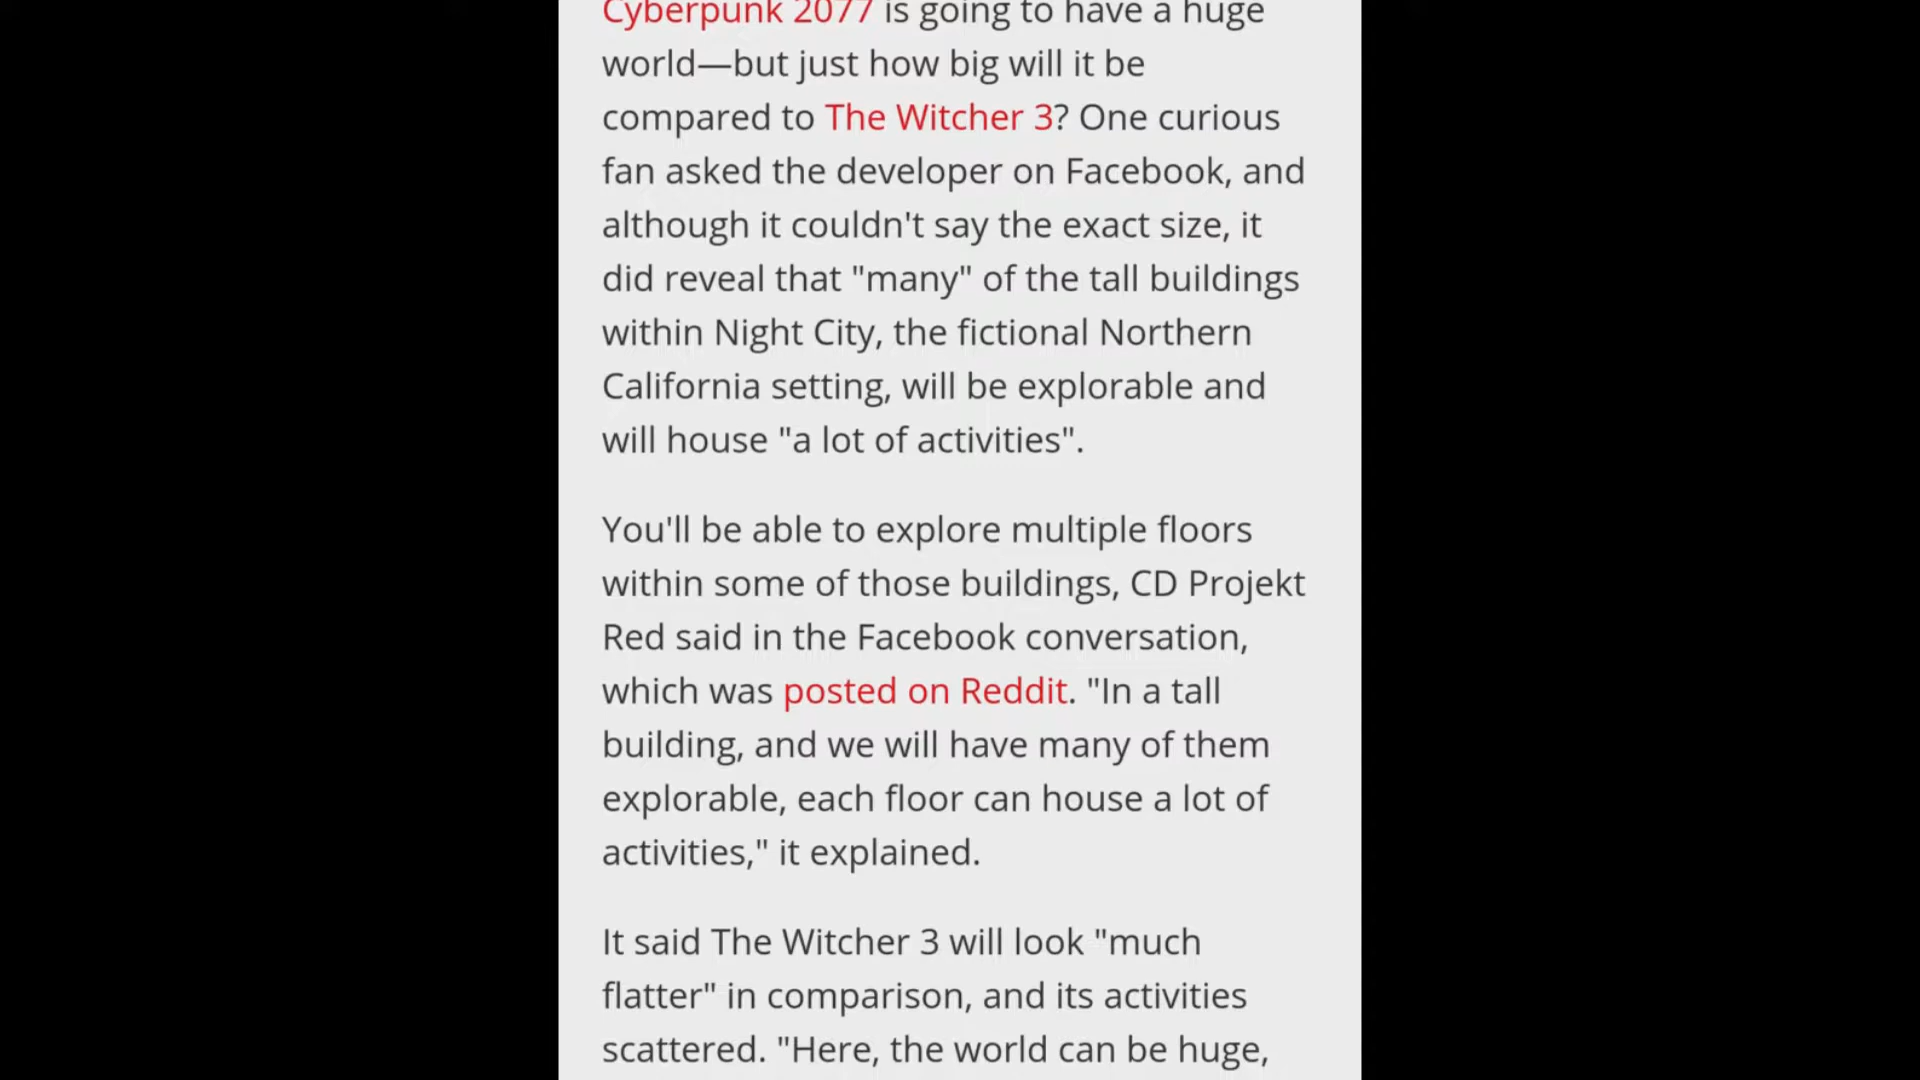 Cyberpunk 2077 is going to have a huge
world—but just how big will it be
compared to The Witcher 3? One curious
fan asked the developer on Facebook, and
although it couldn't say the exact size, it
did reveal that "many" of the tall buildings
within Night City, the fictional Northern
California setting, will be explorable and
will house "a lot of activities".
You'll be able to explore multiple floors
within some of those buildings, CD Projekt
Red said in the Facebook conversation,
which was posted on Reddit. "In a tall
building, and we will have many of them
explorable, each floor can house a lot of
activities," it explained.
It said The Witcher 3 will look "much
flatter" in comparison, and its activities
scattered. "Here, the world can be huge,